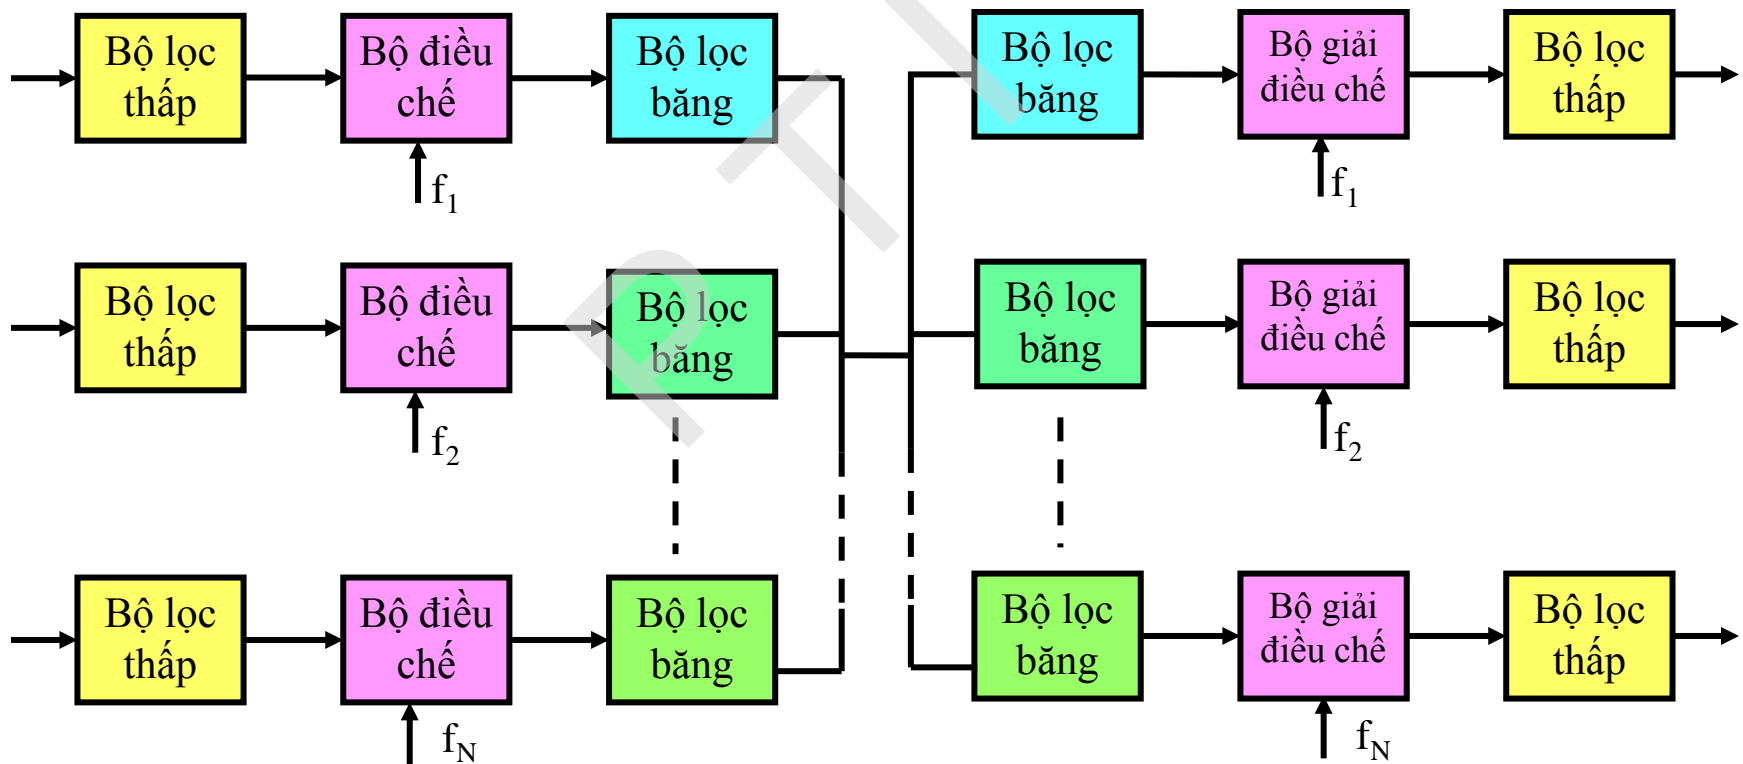 Bộ lọc
thấp
Bộ điều
chế
Bộ lọc
băng
Bộ lọc
băng
Bộ giải
điều chế
Bộ lọc
thấp
f1
f1
Bộ lọc
thấp
Bộ điều
chế
Bộ lọc
băng
Bộ lọc
băng
Bộ giải
điều chế
Bộ lọc
thấp
f2
f2
Bộ lọc
thấp
Bộ điều
chế
Bộ lọc
băng
Bộ lọc
băng
Bộ giải
điều chế
Bộ lọc
thấp
fN
fN
P T I